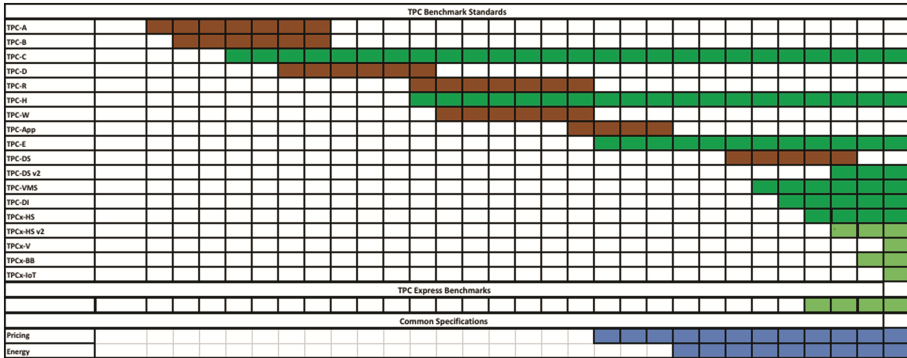 TPC Benchmark Standards
TPC-A
TPC-B
TPC-C
TPC-D
TPC-R
TPC-H
TPC-W
TPC-App
TPC-E
TPC-DS
TPC-DS v2
TPC-VMS
TPC-DI
TPCx-HS
TPCx-HS v2
TPCx-V
TPCx-BB
TPCx-IoT
TPC Express Benchmarks
Common Specifications
Pricing
Energy